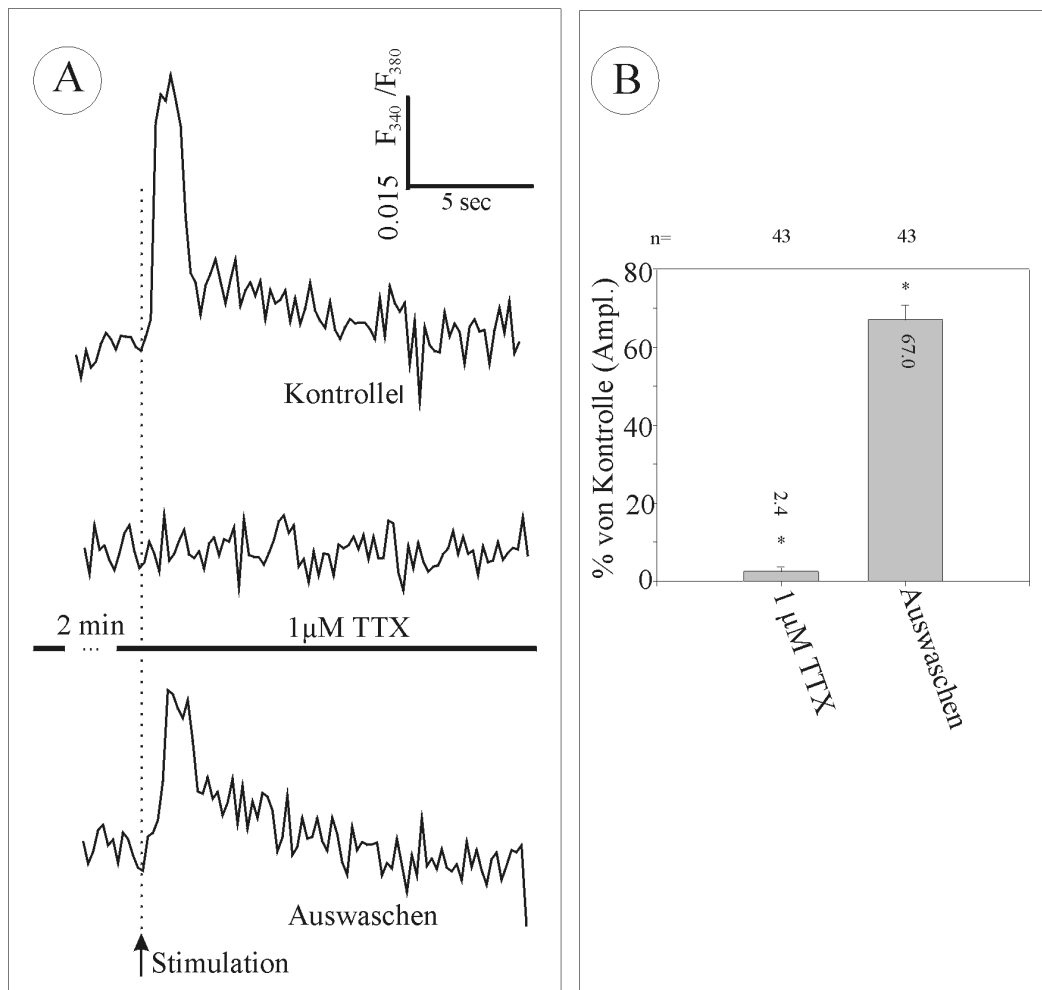 A
F340 /F380
0.015
5 sec
Kontrolle
2 min
1µM TTX
Auswaschen
Stimulation
B
n= 43 43
% von Kontrolle (Ampl.)
80
60
40
20
0
2.4
*
*
67.0
1 µM TTX
Auswaschen